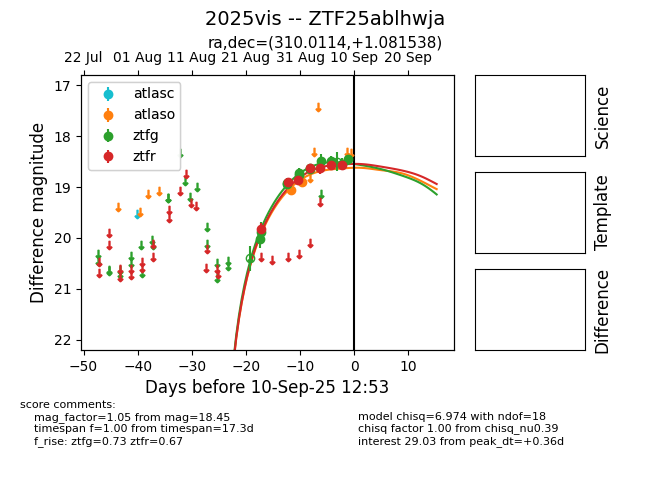 2025vis -- ZTF25ablhwja
ra,dec=(310.0114,+1.081538)
22 Jul 01 Aug 11 Aug 21 Aug 31 Aug 10 Sep 20 Sep
17
18
19
20
21
22
Difference magnitude
atlasc
atlaso
ztfg
ztfr
−50 −40 −30 −20 −10 0 10
Days before 10-Sep-25 12:53
Science
Template
Difference
score comments:
mag_factor=1.05 from mag=18.45
timespan f=1.00 from timespan=17.3d
f_rise: ztfg=0.73 ztfr=0.67
model chisq=6.974 with ndof=18
chisq factor 1.00 from chisq_nu0.39
interest 29.03 from peak_dt=+0.36d